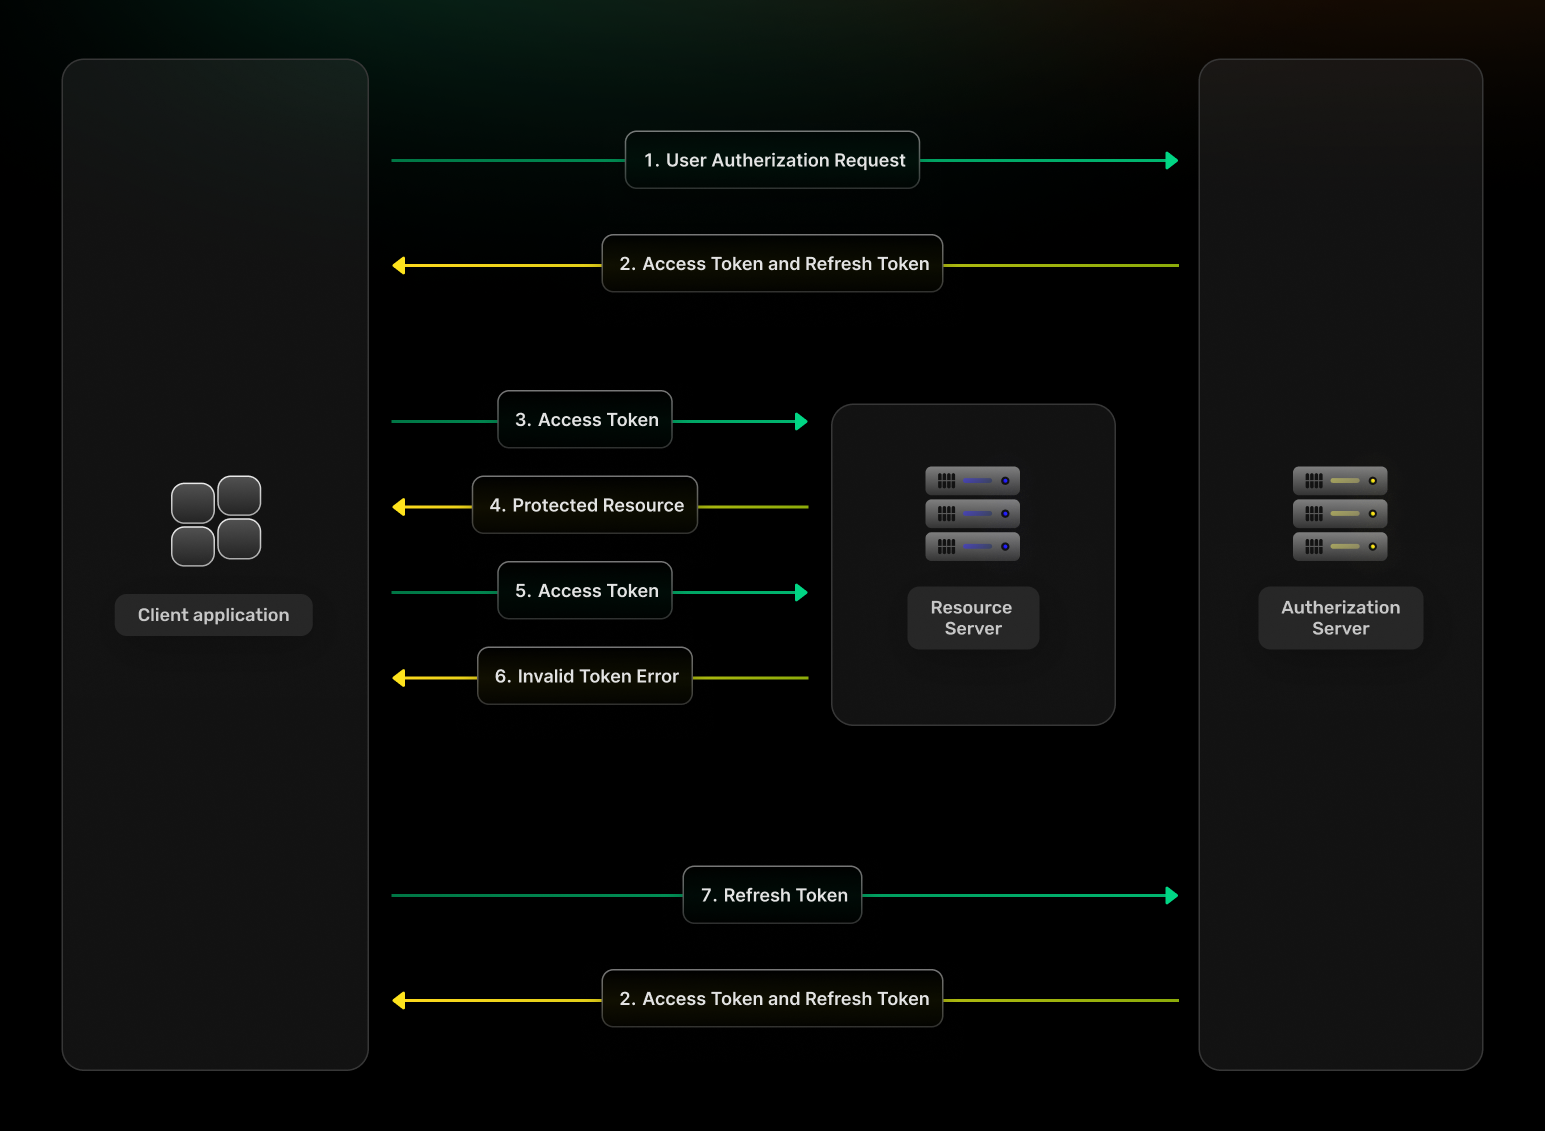 1. User Autherization Request
2. Access Token and Refresh Token
3. Access Token
4. Protected Resource
5. Access Token
6. Invalid Token Error
Client application
Resource
Server
Autherization
Server
7. Refresh Token
2. Access Token and Refresh Token